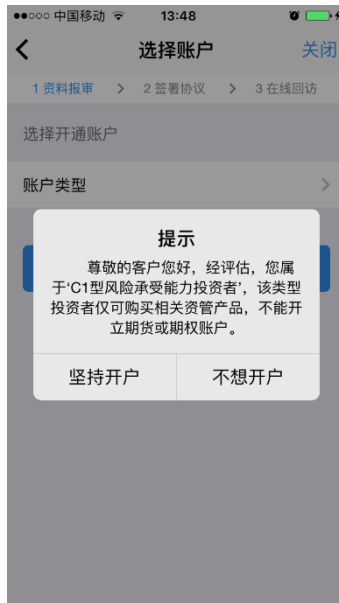 中国移动 13:48
选择账户 关闭
1 资料报审 > 2 签署协议 > 3 在线回访
选择开通账户
账户类型 >
提示
尊敬的客户您好，经评估，您属
于‘C1型风险承受能力投资者’，该类型
投资者仅可购买相关资管产品，不能开
立期货或期权账户。
坚持开户 不想开户